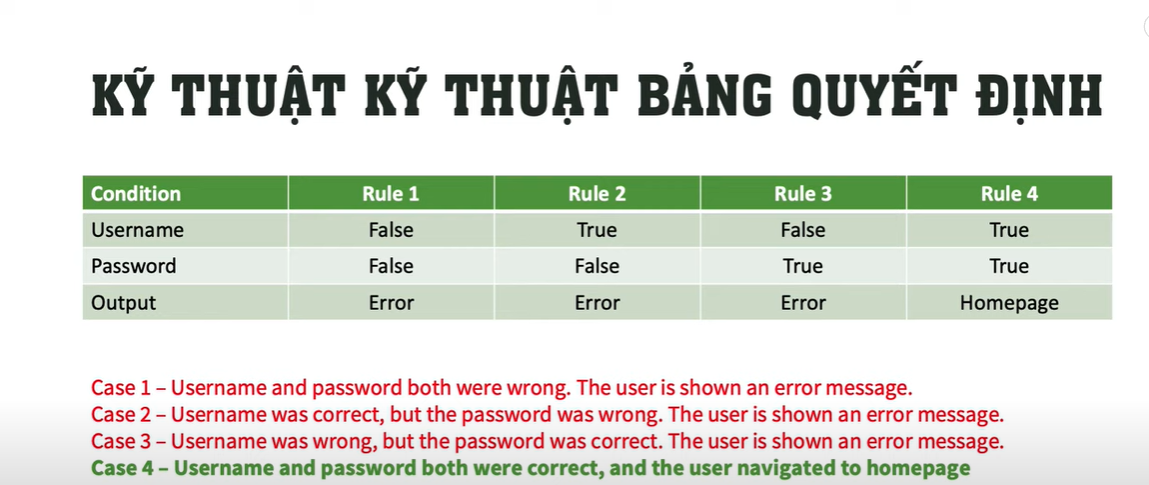 KỸ THUẬT KỸ THUẬT BẢNG QUYẾT ĐỊNH
Condition Rule 1 Rule 2 Rule 3 Rule 4
Username False True False True
Password False False True True
Output Error Error Error Homepage
Case 1 – Username and password both were wrong. The user is shown an error message.
Case 2 – Username was correct, but the password was wrong. The user is shown an error message.
Case 3 – Username was wrong, but the password was correct. The user is shown an error message.
Case 4 – Username and password both were correct, and the user navigated to homepage